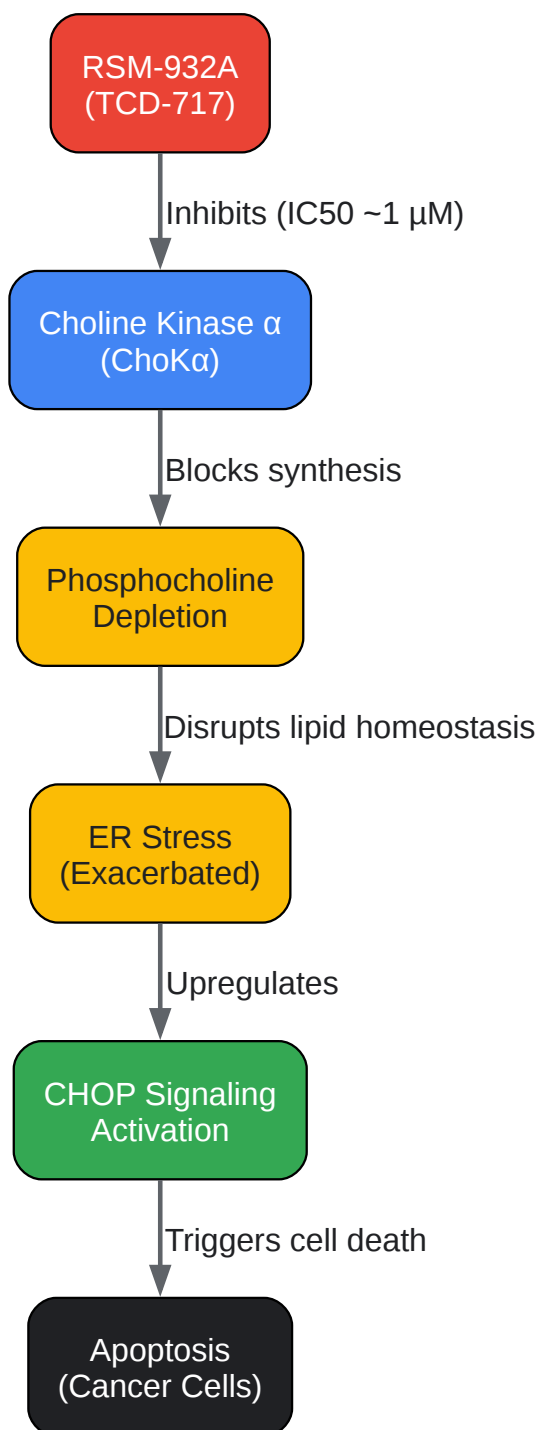 RSM-932A
(TCD-717)
Inhibits (IC50 ~1 µM)
Choline Kinase α
(ChoKα)
Blocks synthesis
Phosphocholine
Depletion
Disrupts lipid homeostasis
ER Stress
(Exacerbated)
Upregulates
CHOP Signaling
Activation
Triggers cell death
Apoptosis
(Cancer Cells)